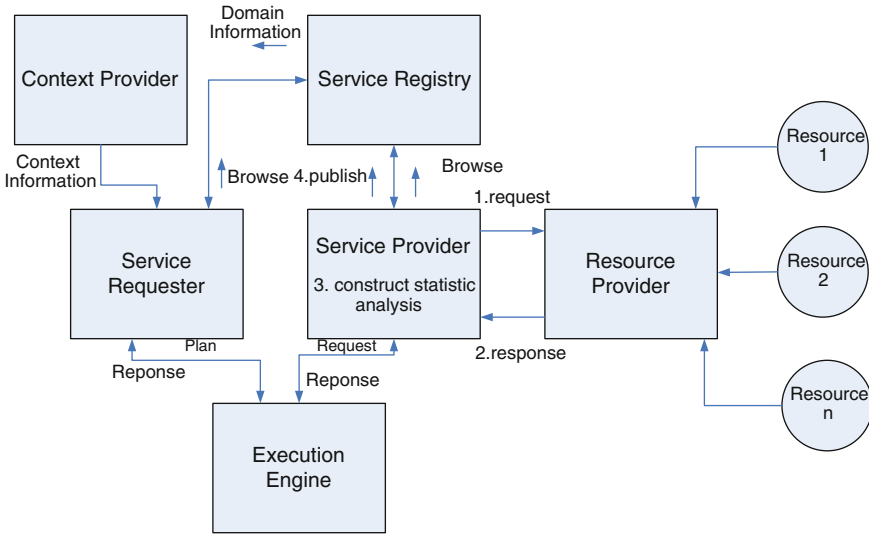 Domain
Information
Context Provider
Service Registry
Resource
1
Context
Information
Browse
4.publish
Browse
1.request
Service
Requester
Service Provider
3. construct statistic
analysis
Resource
Provider
Resource
2
Plan
Reponse
Request
Reponse
2.response
Resource
n
Execution
Engine